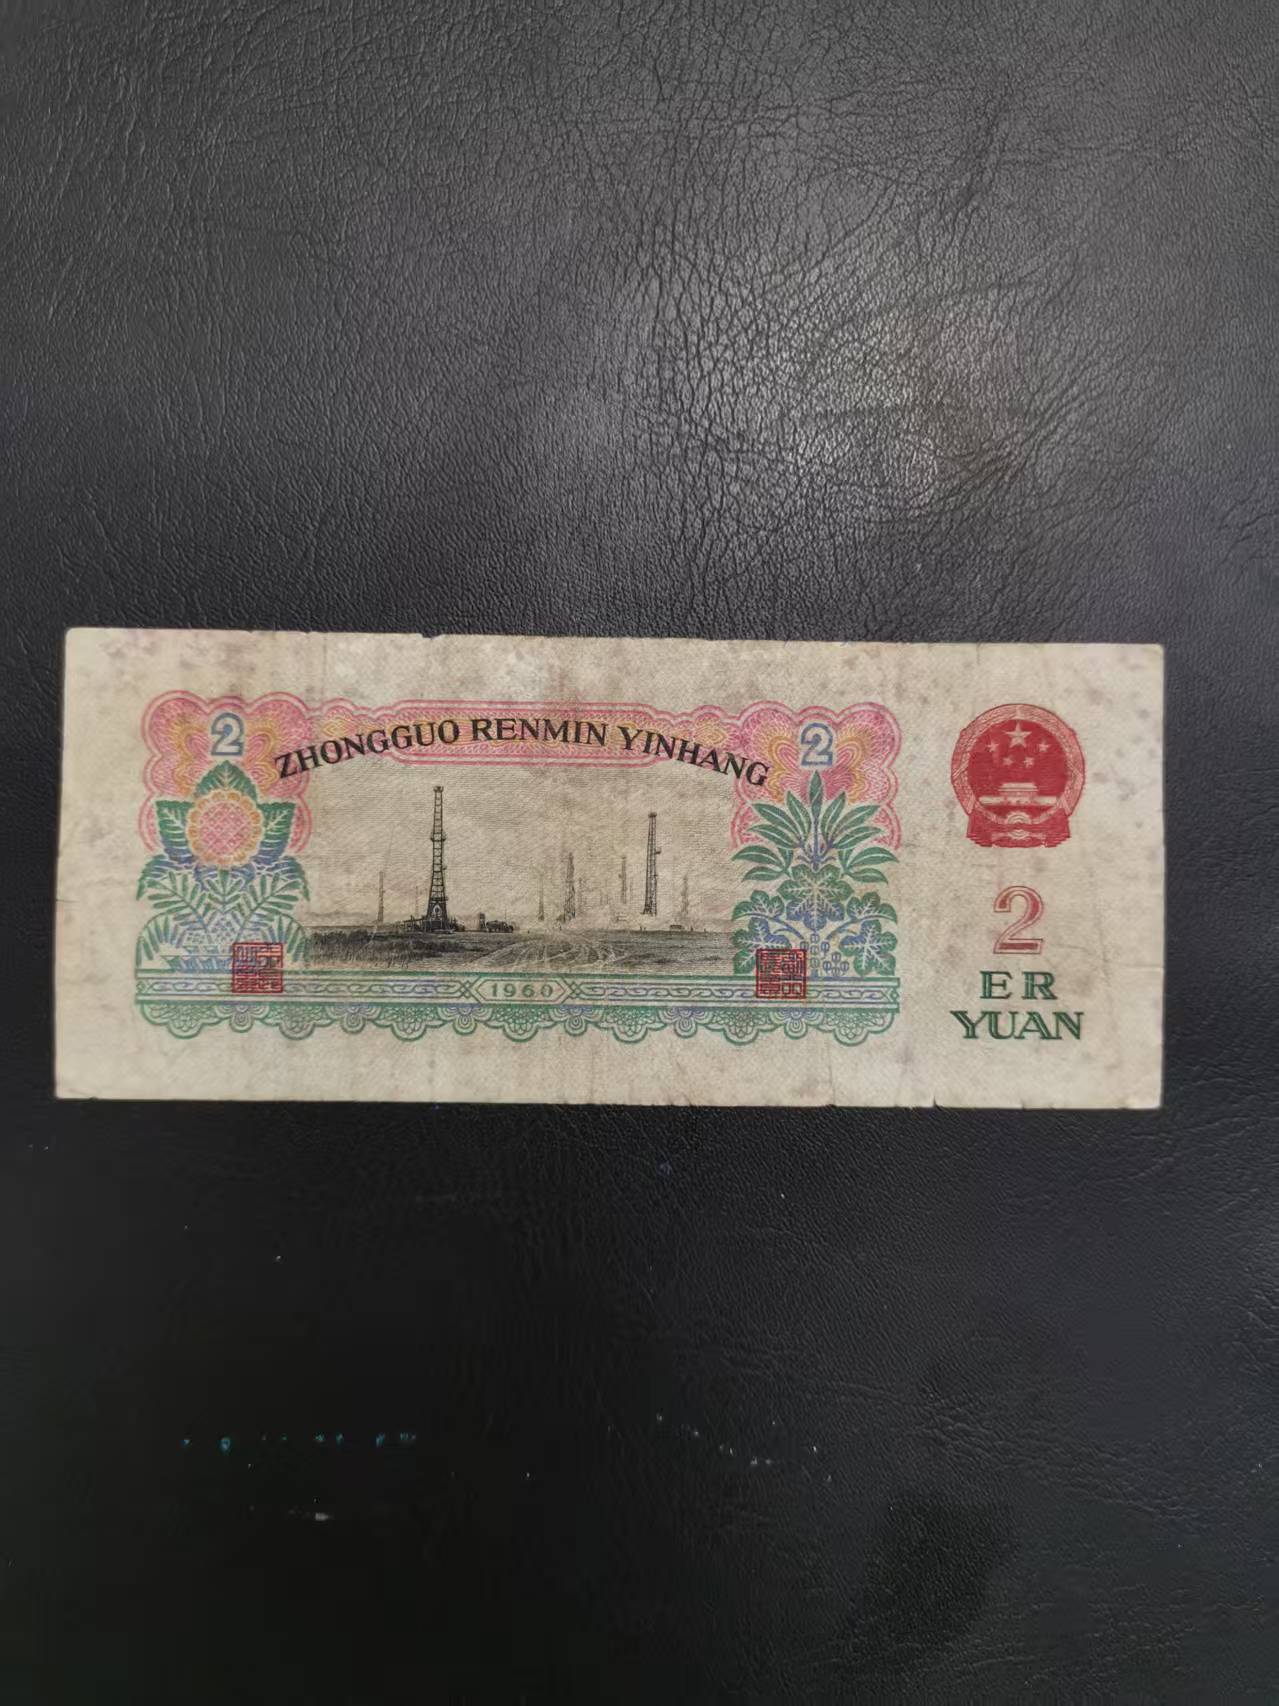 2
ZHONGGUO RENMIN YINHANG
2
1960
2
ER
YUAN